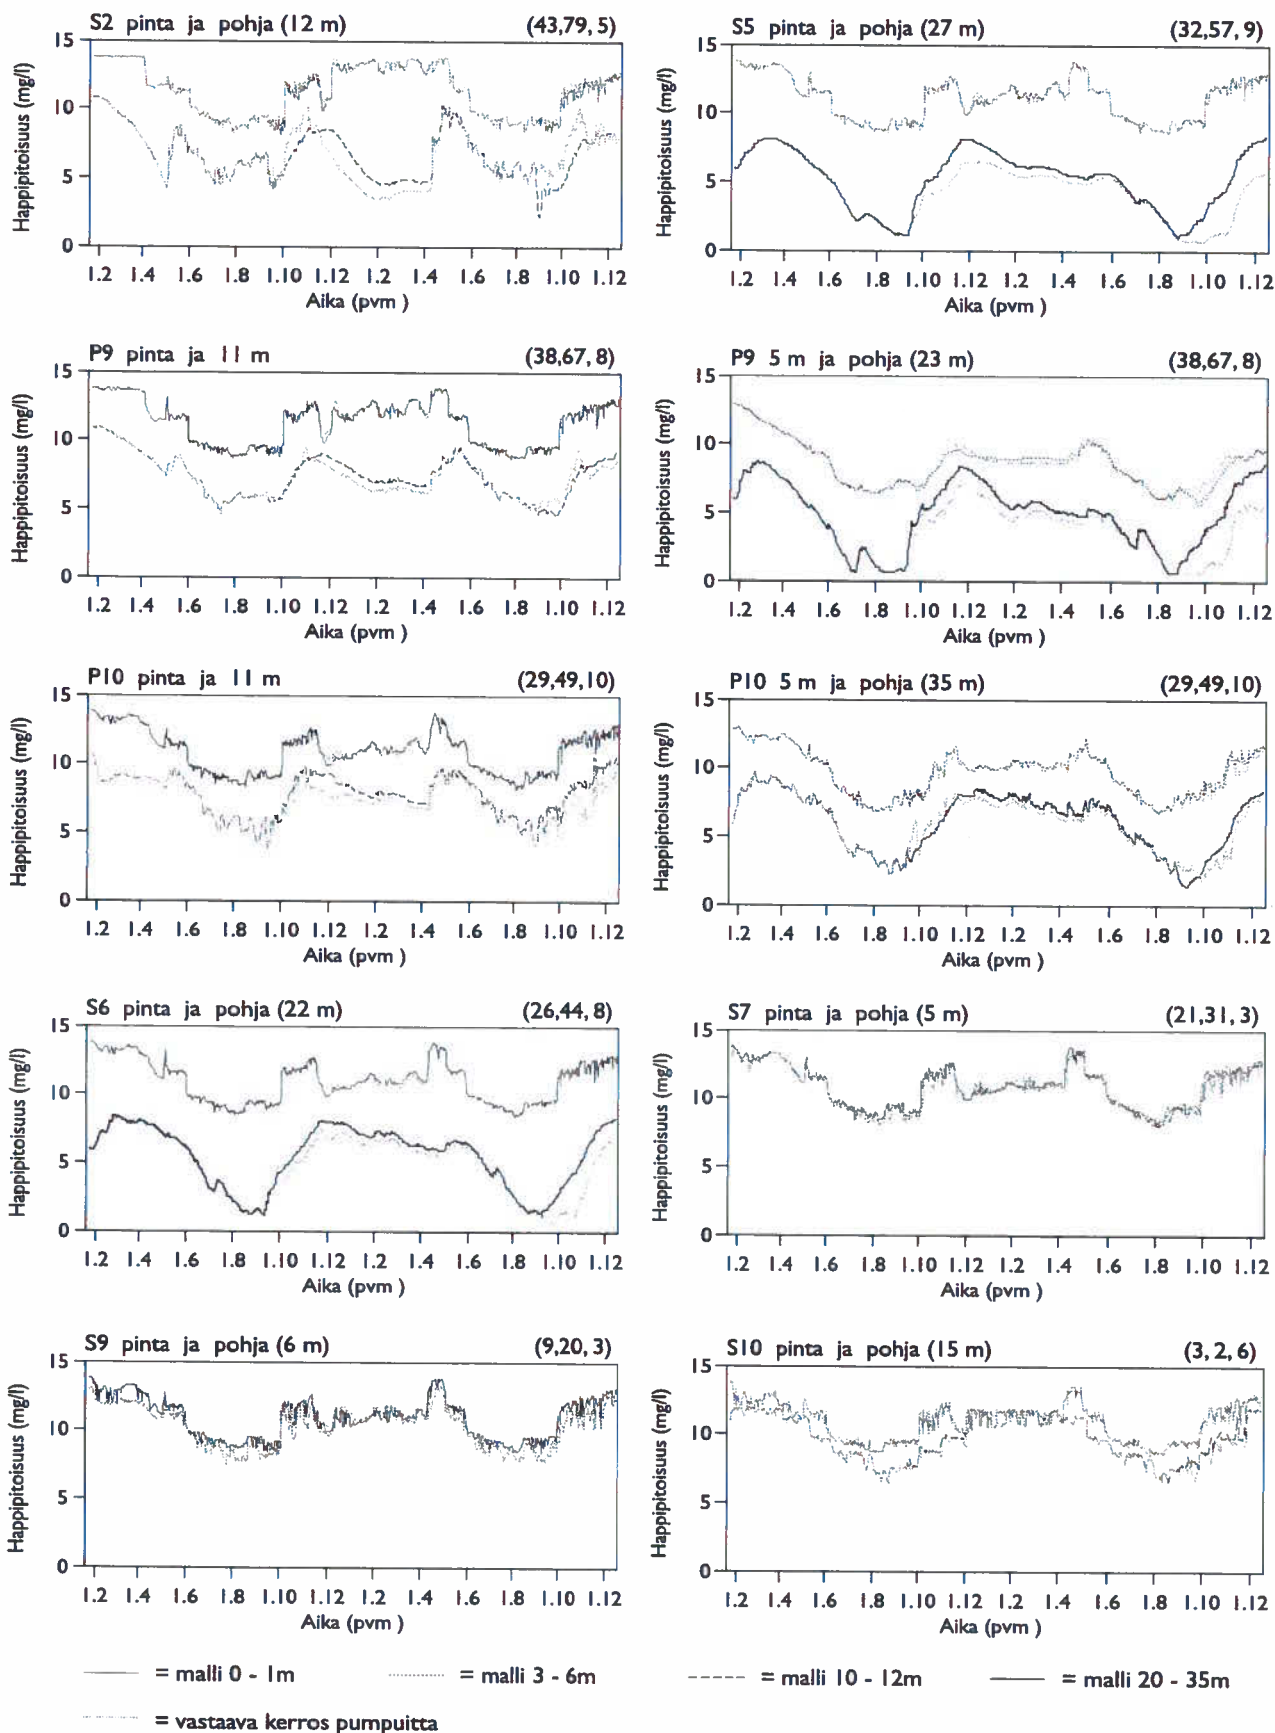 S2 pinta ja pohja (12 m) (43,79, 5)
Happipitoisuus (mg/l)
15
10
5
0
1.2 1.4 1.6 1.8 1.10 1.12 1.2 1.4 1.6 1.8 1.10 1.12
Aika (pvm )
S5 pinta ja pohja (27 m) (32,57, 9)
Happipitoisuus (mg/l)
15
10
5
0
1.2 1.4 1.6 1.8 1.10 1.12 1.2 1.4 1.6 1.8 1.10 1.12
Aika (pvm )
P9 pinta ja 11 m (38,67, 8)
Happipitoisuus (mg/l)
15
10
5
0
1.2 1.4 1.6 1.8 1.10 1.12 1.2 1.4 1.6 1.8 1.10 1.12
Aika (pvm )
P9 5 m ja pohja (23 m) (38,67, 8)
Happipitoisuus (mg/l)
15
10
5
0
1.2 1.4 1.6 1.8 1.10 1.12 1.2 1.4 1.6 1.8 1.10 1.12
Aika (pvm )
P10 pinta ja 11 m (29,49,10)
Happipitoisuus (mg/l)
15
10
5
0
1.2 1.4 1.6 1.8 1.10 1.12 1.2 1.4 1.6 1.8 1.10 1.12
Aika (pvm )
P10 5 m ja pohja (35 m) (29,49,10)
Happipitoisuus (mg/l)
15
10
5
0
1.2 1.4 1.6 1.8 1.10 1.12 1.2 1.4 1.6 1.8 1.10 1.12
Aika (pvm )
S6 pinta ja pohja (22 m) (26,44, 8)
Happipitoisuus (mg/l)
15
10
5
0
1.2 1.4 1.6 1.8 1.10 1.12 1.2 1.4 1.6 1.8 1.10 1.12
Aika (pvm )
S7 pinta ja pohja (5 m) (21,31, 3)
Happipitoisuus (mg/l)
15
10
5
0
1.2 1.4 1.6 1.8 1.10 1.12 1.2 1.4 1.6 1.8 1.10 1.12
Aika (pvm )
S9 pinta ja pohja (6 m) (9,20, 3)
Happipitoisuus (mg/l)
15
10
5
0
1.2 1.4 1.6 1.8 1.10 1.12 1.2 1.4 1.6 1.8 1.10 1.12
Aika (pvm )
S10 pinta ja pohja (15 m) (3, 2, 6)
Happipitoisuus (mg/l)
15
10
5
0
1.2 1.4 1.6 1.8 1.10 1.12 1.2 1.4 1.6 1.8 1.10 1.12
Aika (pvm )
= malli 0 - 1m = malli 3 - 6m = malli 10 - 12m = malli 20 - 35m
= vastaava kerros pumpuitta